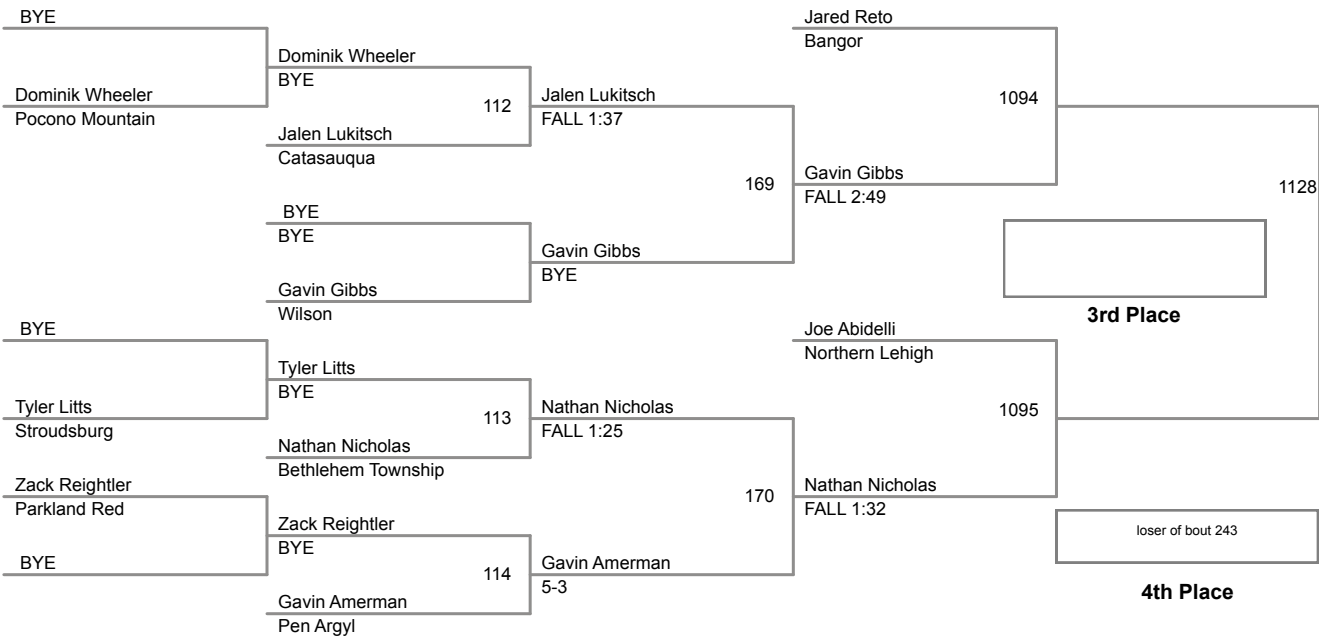 BYE
Dominik Wheeler
Pocono Mountain
Dominik Wheeler
BYE
112
Jalen Lukitsch
Catasauqua
Jalen Lukitsch
FALL 1:37
BYE
BYE
Gavin Gibbs
Wilson
Gavin Gibbs
BYE
169
Jared Reto
Bangor
1094
Gavin Gibbs
FALL 2:49
1128
3rd Place
BYE
Tyler Litts
Stroudsburg
Tyler Litts
BYE
113
Nathan Nicholas
Bethlehem Township
Nathan Nicholas
FALL 1:25
Zack Reightler
Parkland Red
BYE
Zack Reightler
BYE
114
Gavin Amerman
Pen Argyl
Gavin Amerman
5-3
170
Joe Abidelli
Northern Lehigh
1095
Nathan Nicholas
FALL 1:32
loser of bout 243
4th Place